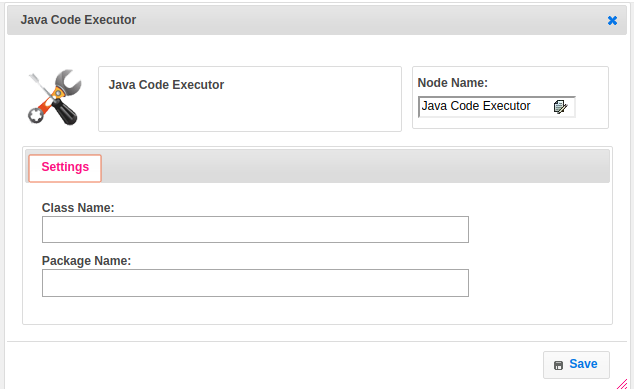 Java Code Executor
Java Code Executor
Node Name:
Java Code Executor
Settings
Class Name:
Package Name:
Save